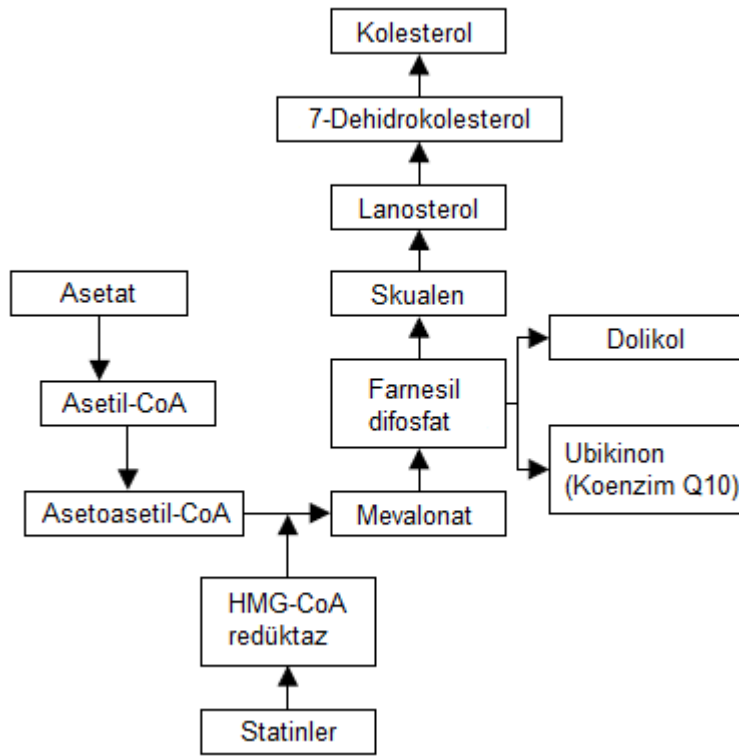 Kolesterol
7-Dehidrokolesterol
Lanosterol
Skualen
Asetat
Dolikol
Farnesil
difosfat
Asetil-CoA
Ubikinon
(Koenzim Q10)
Asetoasetil-CoA
Mevalonat
HMG-CoA
redüktaz
Statinler